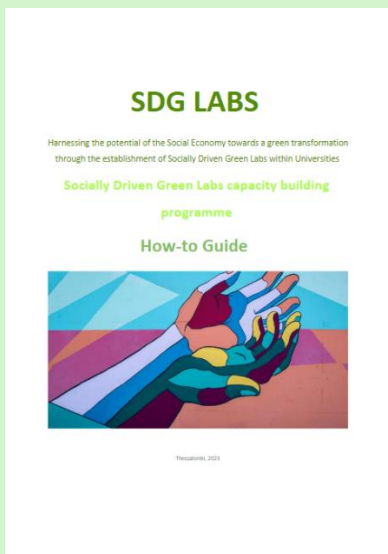 SDG LABS
Harnessing the potential of the Social Economy towards a green transformation
through the establishment of Socially Driven Green Labs within Universities
Socially Driven Green Labs capacity building
programme
How-to Guide
Thessaloniki,